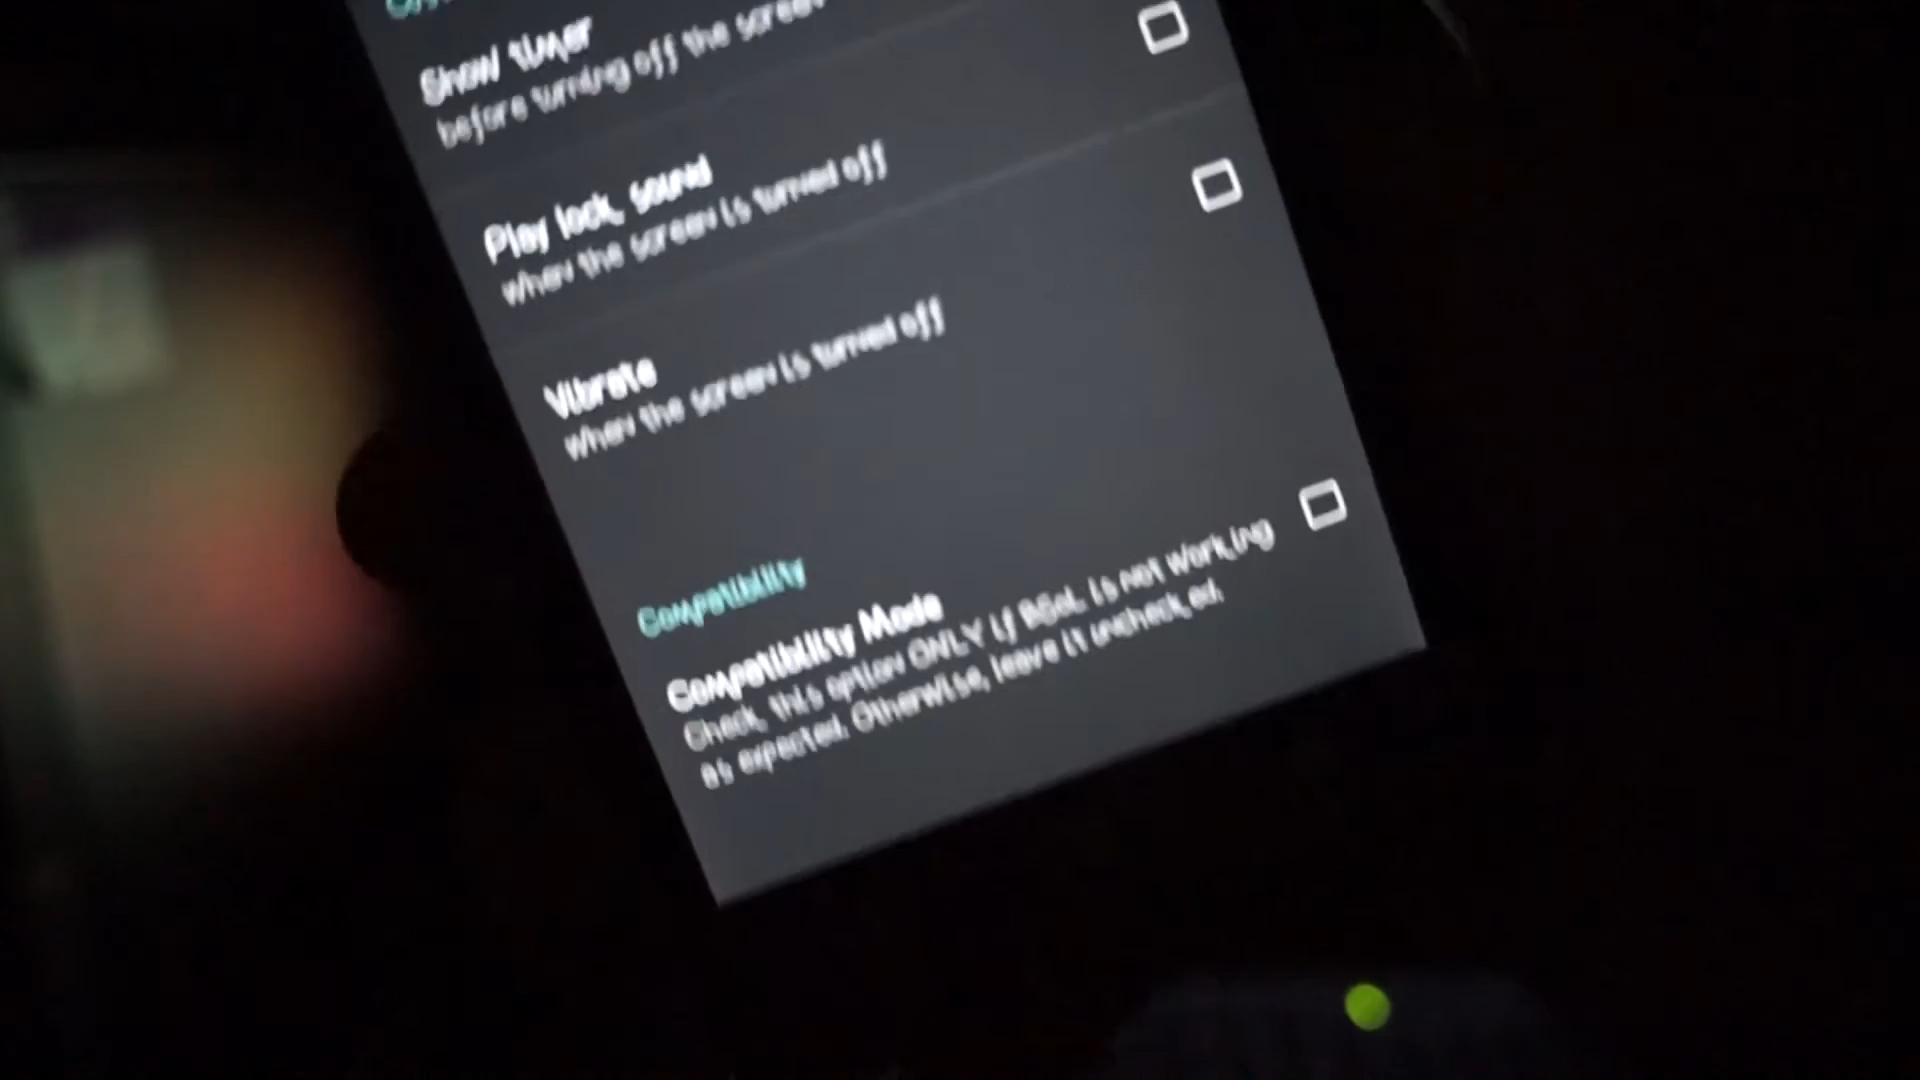 Show timer
before turning off the screen
Play lock sound
when the screen is turned off
Vibrate
when the screen is turned off
Compatibility
Compatibility Mode
Check this option ONLY if is not working
as expected. Otherwise, leave it unchecked.